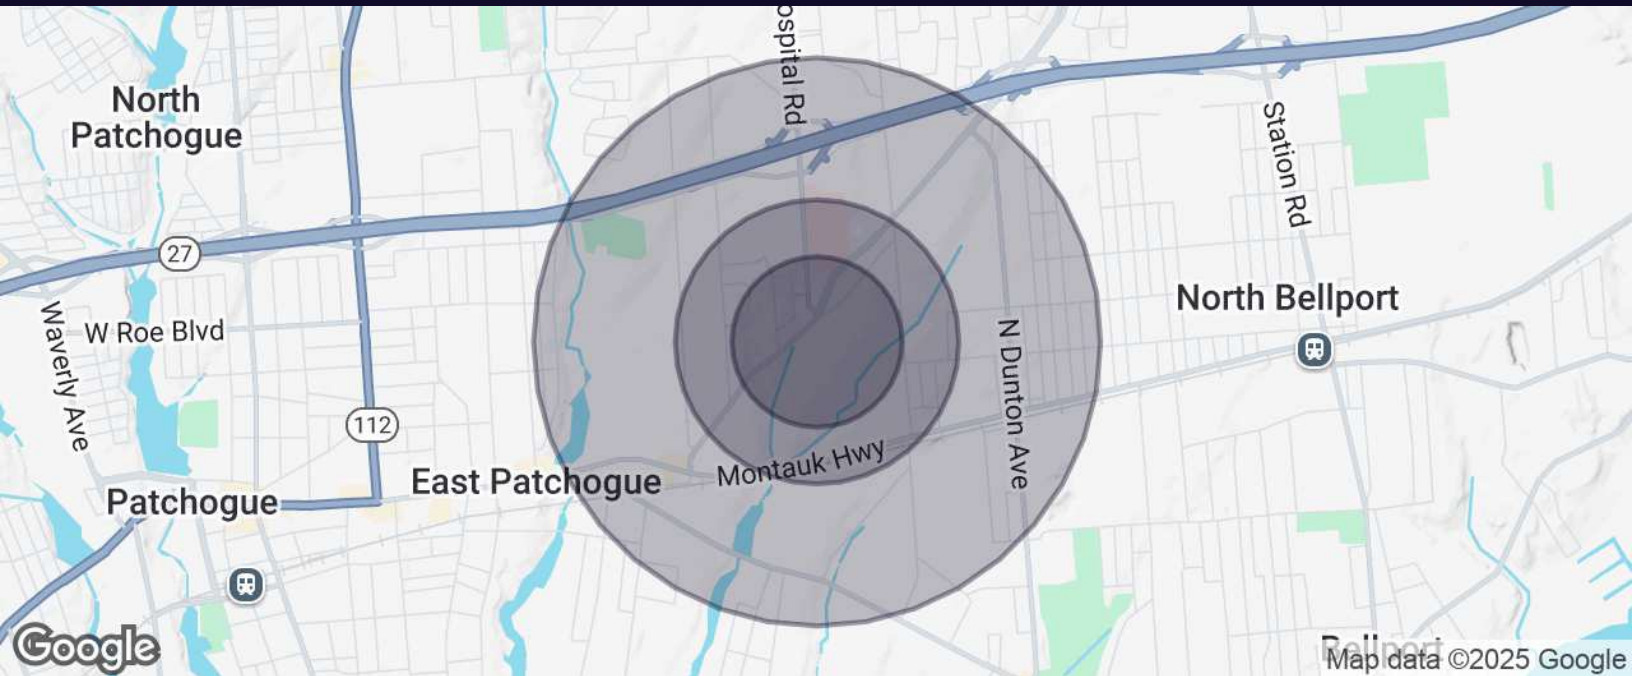 ospital Rd
North
Patchogue
Station Rd
27
North Bellport
Waverly Ave
W Roe Blvd
N Dunton Ave
112
Montauk Hwy
East Patchogue
Patchogue
Bellport
Google
Map data ©2025 Google